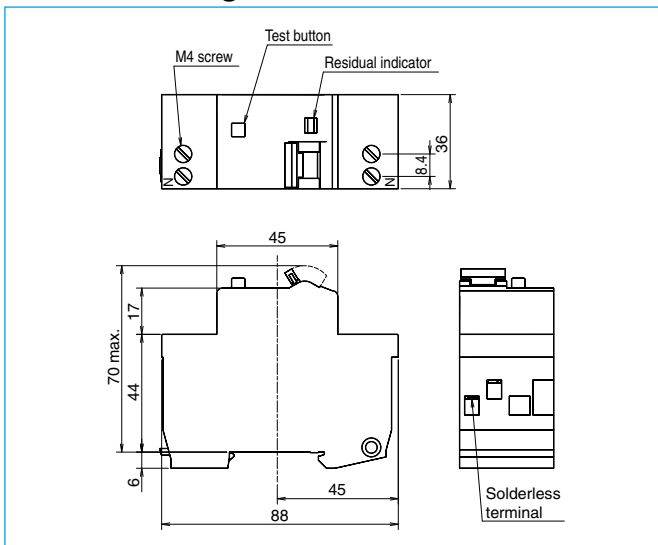 Test button
M4 screw
Residual indicator
36
8.4
N
N
45
17
70 max.
44
6
45
88
Solderless
terminal